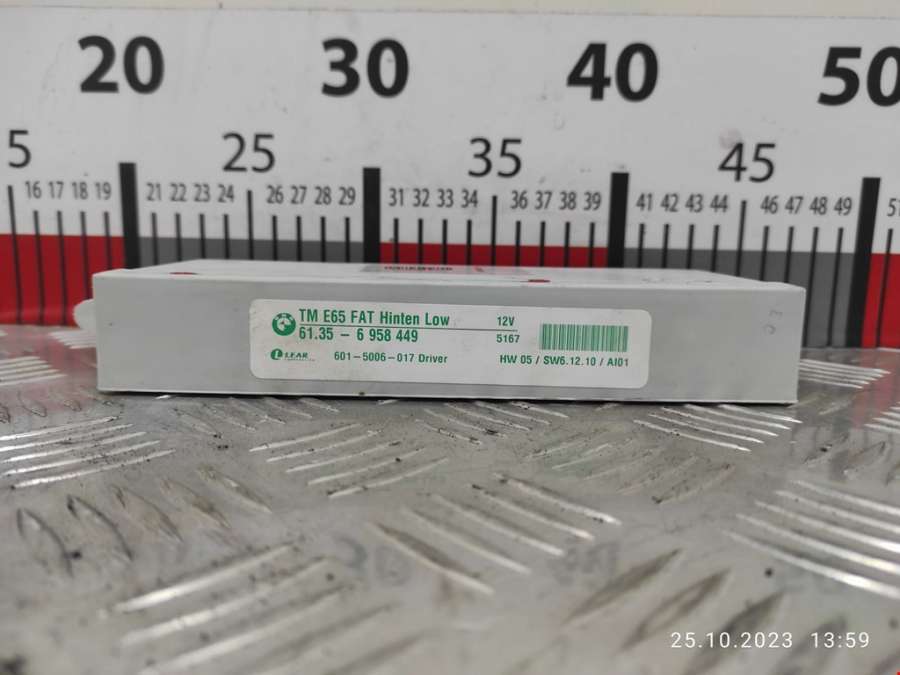 20 30 40 50
5 25 35 45
16 17 18 19 21 22 23 24 26 27 28 29 31 32 33 34 36 37 38 39 41 42 43 44 46 47 48 49 51
TM E65 FAT Hinten Low 12V
61.35 - 6 958 449 5167
LEAR 601-5006-017 Driver HW 05 / SW6.12.10 / AI01
25.10.2023 13:59